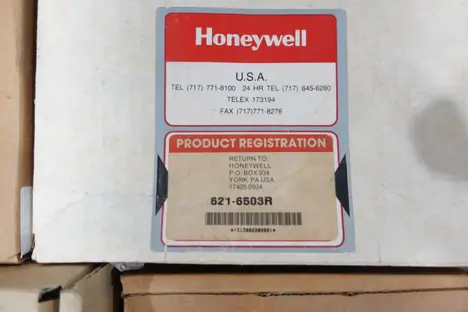 Honeywell
U.S.A.
TEL (717) 771-8100 24 HR TEL (717) 845-6280
TELEX 173194
FAX (717)771-8276
PRODUCT REGISTRATION
RETURN TO:
HONEYWELL
P.O. BOX 934
YORK PA USA
17405-0934
621-6503R